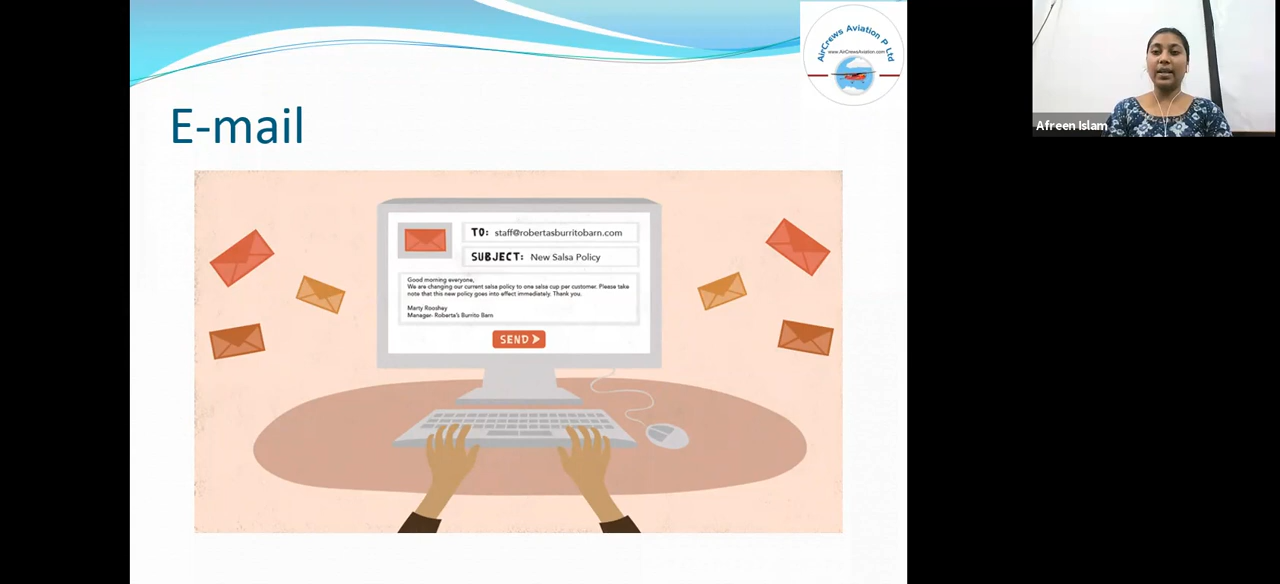 AirCrews Aviation P Ltd
www.AirCrewsAviation.com
Afreen Islam
E-mail
TO: staff@robertasburritobarn.com
SUBJECT: New Salsa Policy
Good morning everyone,
We are changing our current salsa policy to one salsa cup per customer. Please take
note that this new policy goes into effect immediately. Thank you.
Marty Rooshey
Manager- Roberta's Burrito Barn
SEND